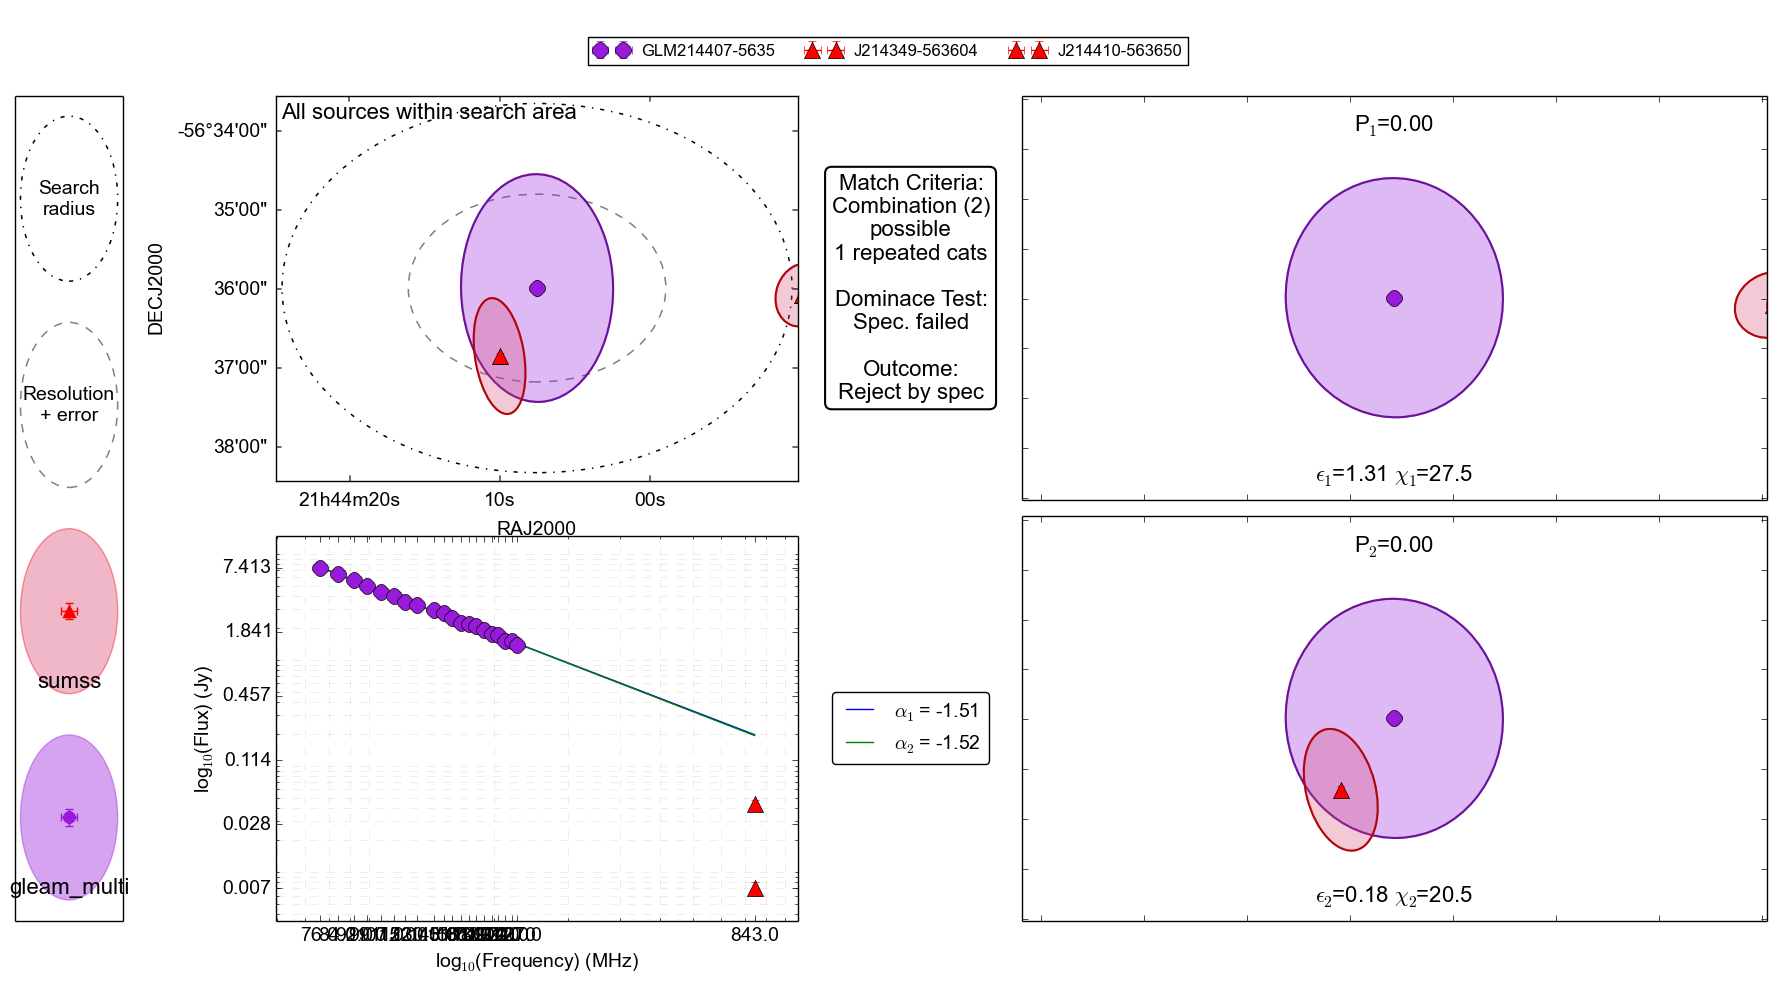 GLM214407-5635
J214349-563604
J214410-563650
Search
radius
Resolution
+ error
sumss
gleam_multi
All sources within search area
DECJ2000
-56°34'00"
35'00"
36'00"
37'00"
38'00"
21h44m20s
10s
00s
RAJ2000
Match Criteria:
Combination (2)
possible
1 repeated cats
Dominace Test:
Spec. failed
Outcome:
Reject by spec
P1=0.00
ϵ1=1.31 χ1=27.5
log10(Flux) (Jy)
7.413
1.841
0.457
0.114
0.028
0.007
843.0
log10(Frequency) (MHz)
α1 = -1.51
α2 = -1.52
P2=0.00
ϵ2=0.18 χ2=20.5